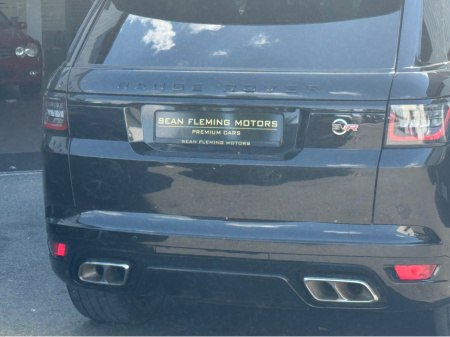 RANGE ROVER
SEAN FLEMING MOTORS
PREMIUM CARS
SEAN FLEMING MOTORS